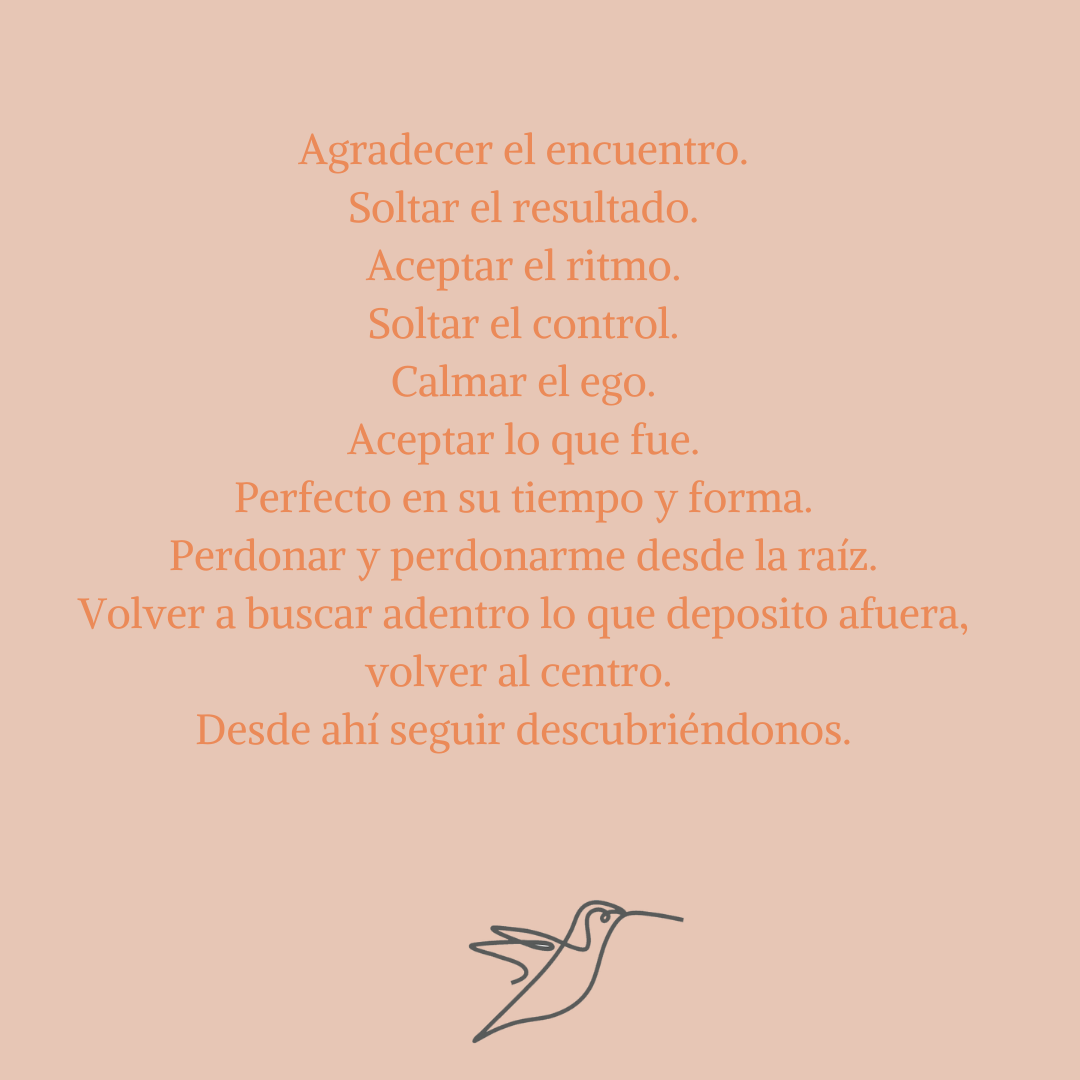 Agradecer el encuentro.
Soltar el resultado.
Aceptar el ritmo.
Soltar el control.
Calmar el ego.
Aceptar lo que fue.
Perfecto en su tiempo y forma.
Perdonar y perdonarme desde la raíz.
Volver a buscar adentro lo que deposito afuera,
volver al centro.
Desde ahí seguir descubriéndonos.